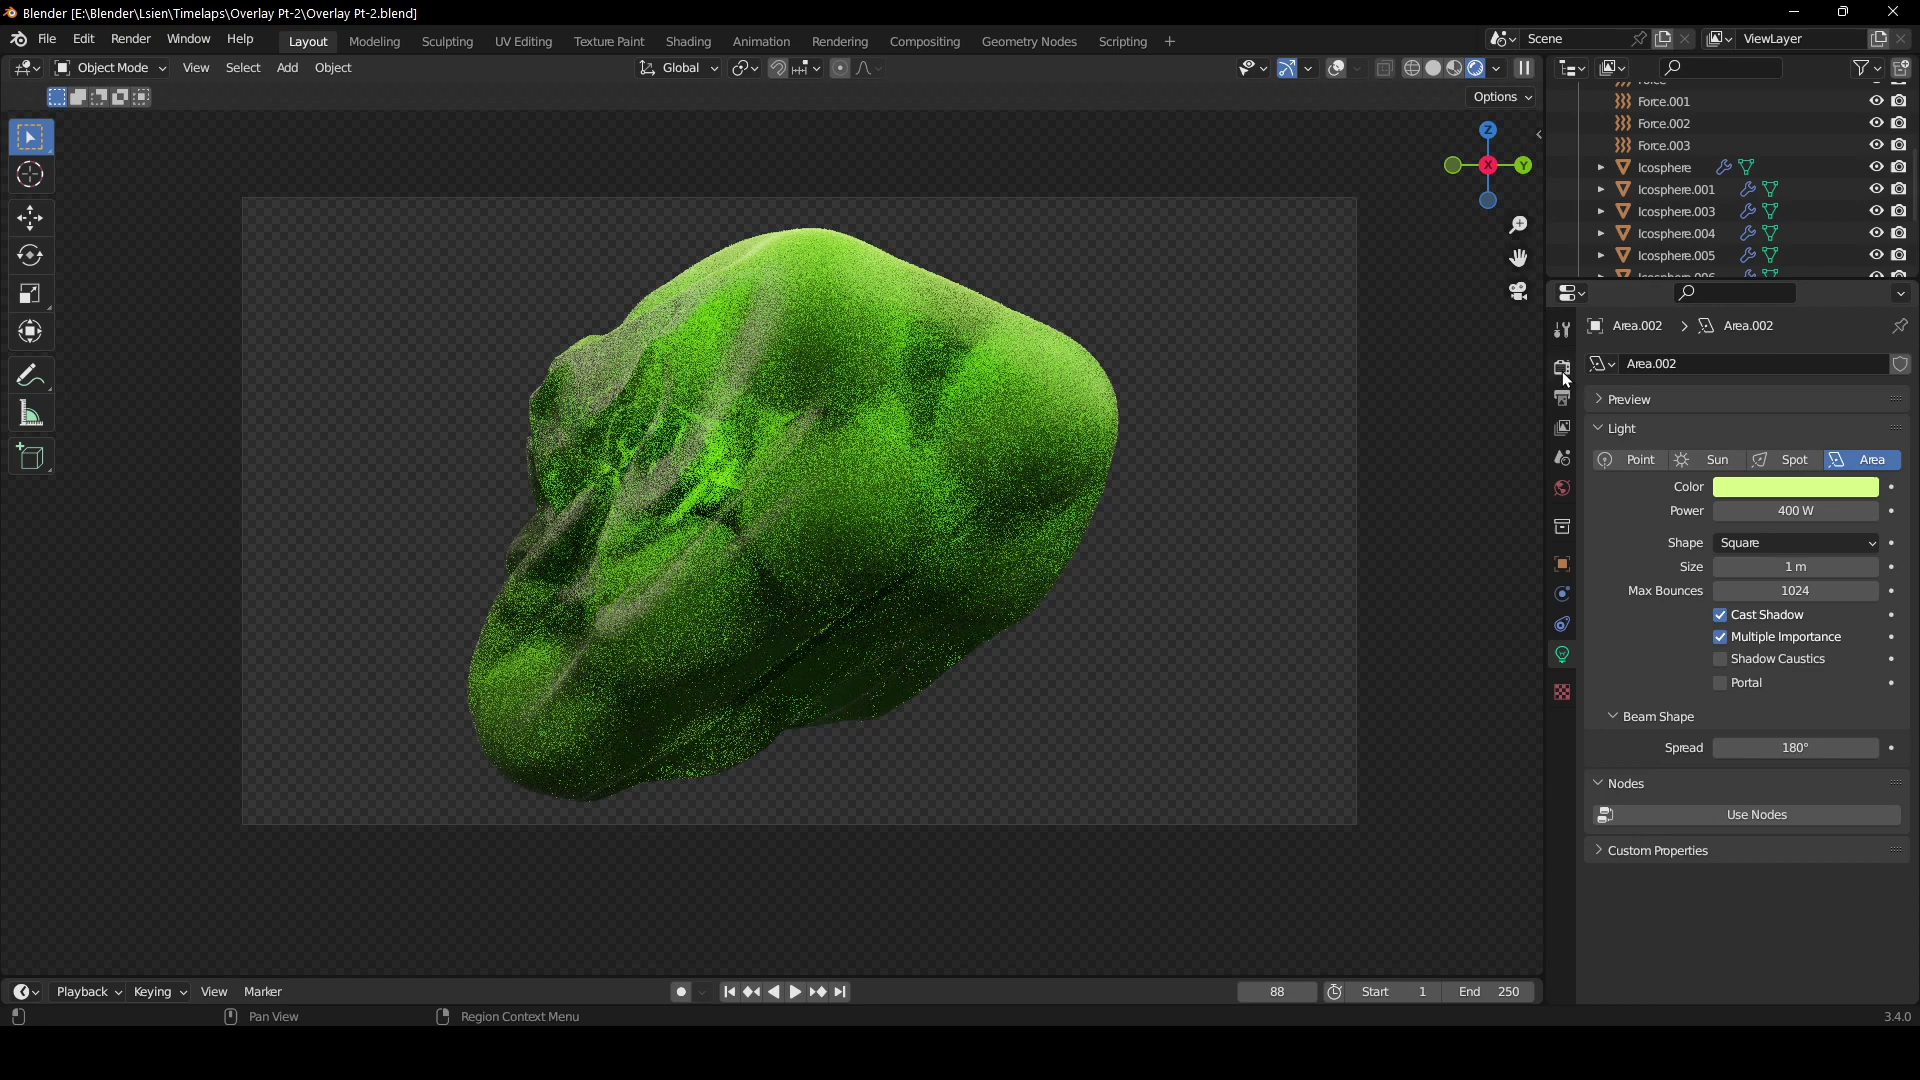 Blender [E:\Blender\Lsien\Timelaps\Overlay Pt-2\Overlay Pt-2.blend]
File Edit Render Window Help Layout Modeling Sculpting UV Editing Texture Paint Shading Animation Rendering Compositing Geometry Nodes Scripting + Scene ViewLayer
Object Mode View Select Add Object Global
Options
Z
X
Y
Force.001
Force.002
Force.003
Icosphere
Icosphere.001
Icosphere.003
Icosphere.004
Icosphere.005
Area.002 > Area.002
Area.002
Preview
Light
Point Sun Spot Area
Color
Power 400 W
Shape Square
Size 1 m
Max Bounces 1024
Cast Shadow
Multiple Importance
Shadow Caustics
Portal
Beam Shape
Spread 180°
Nodes
Use Nodes
Custom Properties
Playback Keying View Marker 88 Start 1 End 250
Pan View Region Context Menu 3.4.0